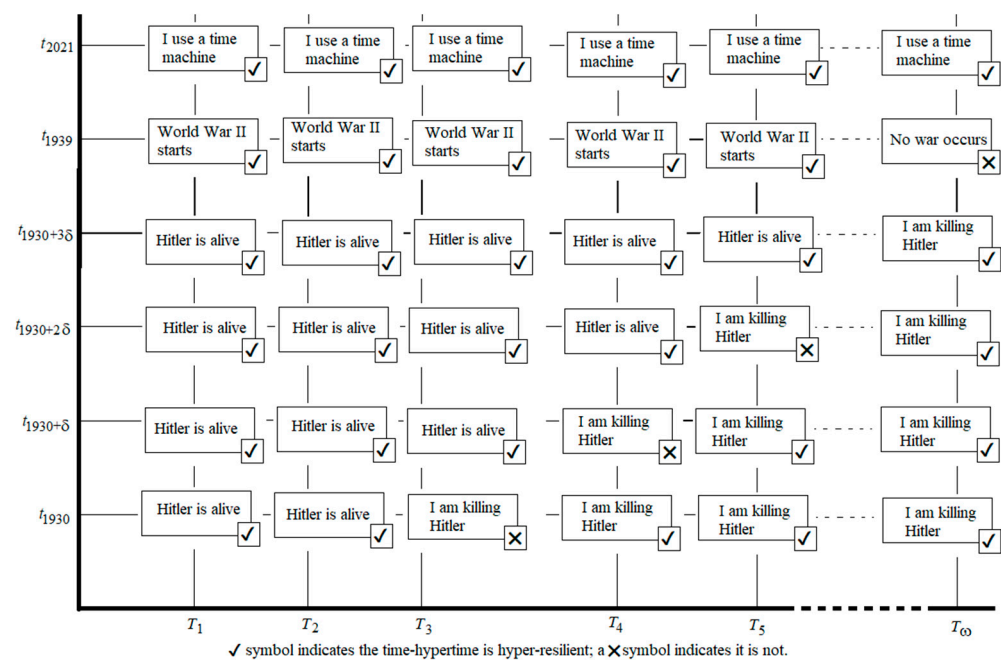 t2021
I use a time
machine
✓
I use a time
machine
✓
I use a time
machine
✓
I use a time
machine
✓
I use a time
machine
✓
I use a time
machine
✓
t1939
World War II
starts
✓
World War II
starts
✓
World War II
starts
✓
World War II
starts
✓
World War II
starts
✓
No war occurs
✕
t1930+3δ
Hitler is alive
✓
Hitler is alive
✓
Hitler is alive
✓
Hitler is alive
✓
Hitler is alive
✓
I am killing
Hitler
✓
t1930+2δ
Hitler is alive
✓
Hitler is alive
✓
Hitler is alive
✓
Hitler is alive
✓
I am killing
Hitler
✕
I am killing
Hitler
✓
t1930+δ
Hitler is alive
✓
Hitler is alive
✓
Hitler is alive
✓
I am killing
Hitler
✕
I am killing
Hitler
✓
I am killing
Hitler
✓
t1930
Hitler is alive
✓
Hitler is alive
✓
I am killing
Hitler
✕
I am killing
Hitler
✓
I am killing
Hitler
✓
I am killing
Hitler
✓
T1 T2 T3 T4 T5 Tω
✓ symbol indicates the time-hypertime is hyper-resilient; a ✕ symbol indicates it is not.